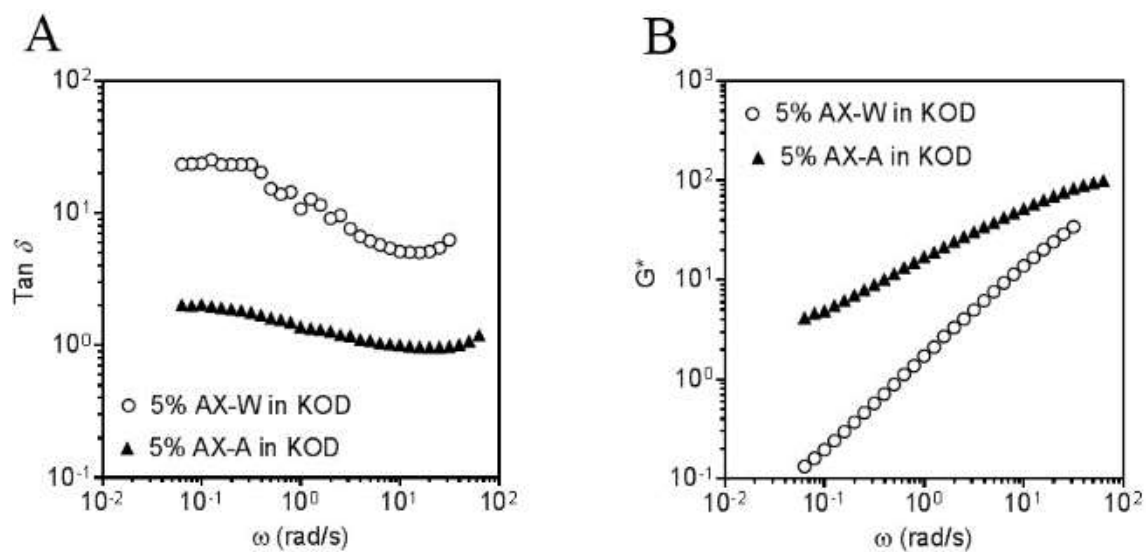 A
10²
10¹
10⁰
10⁻¹
Tan δ
○ 5% AX-W in KOD
▲ 5% AX-A in KOD
10⁻² 10⁻¹ 10⁰ 10¹ 10²
ω (rad/s)
B
10³
10²
10¹
10⁰
10⁻¹
G*
○ 5% AX-W in KOD
▲ 5% AX-A in KOD
10⁻² 10⁻¹ 10⁰ 10¹ 10²
ω (rad/s)